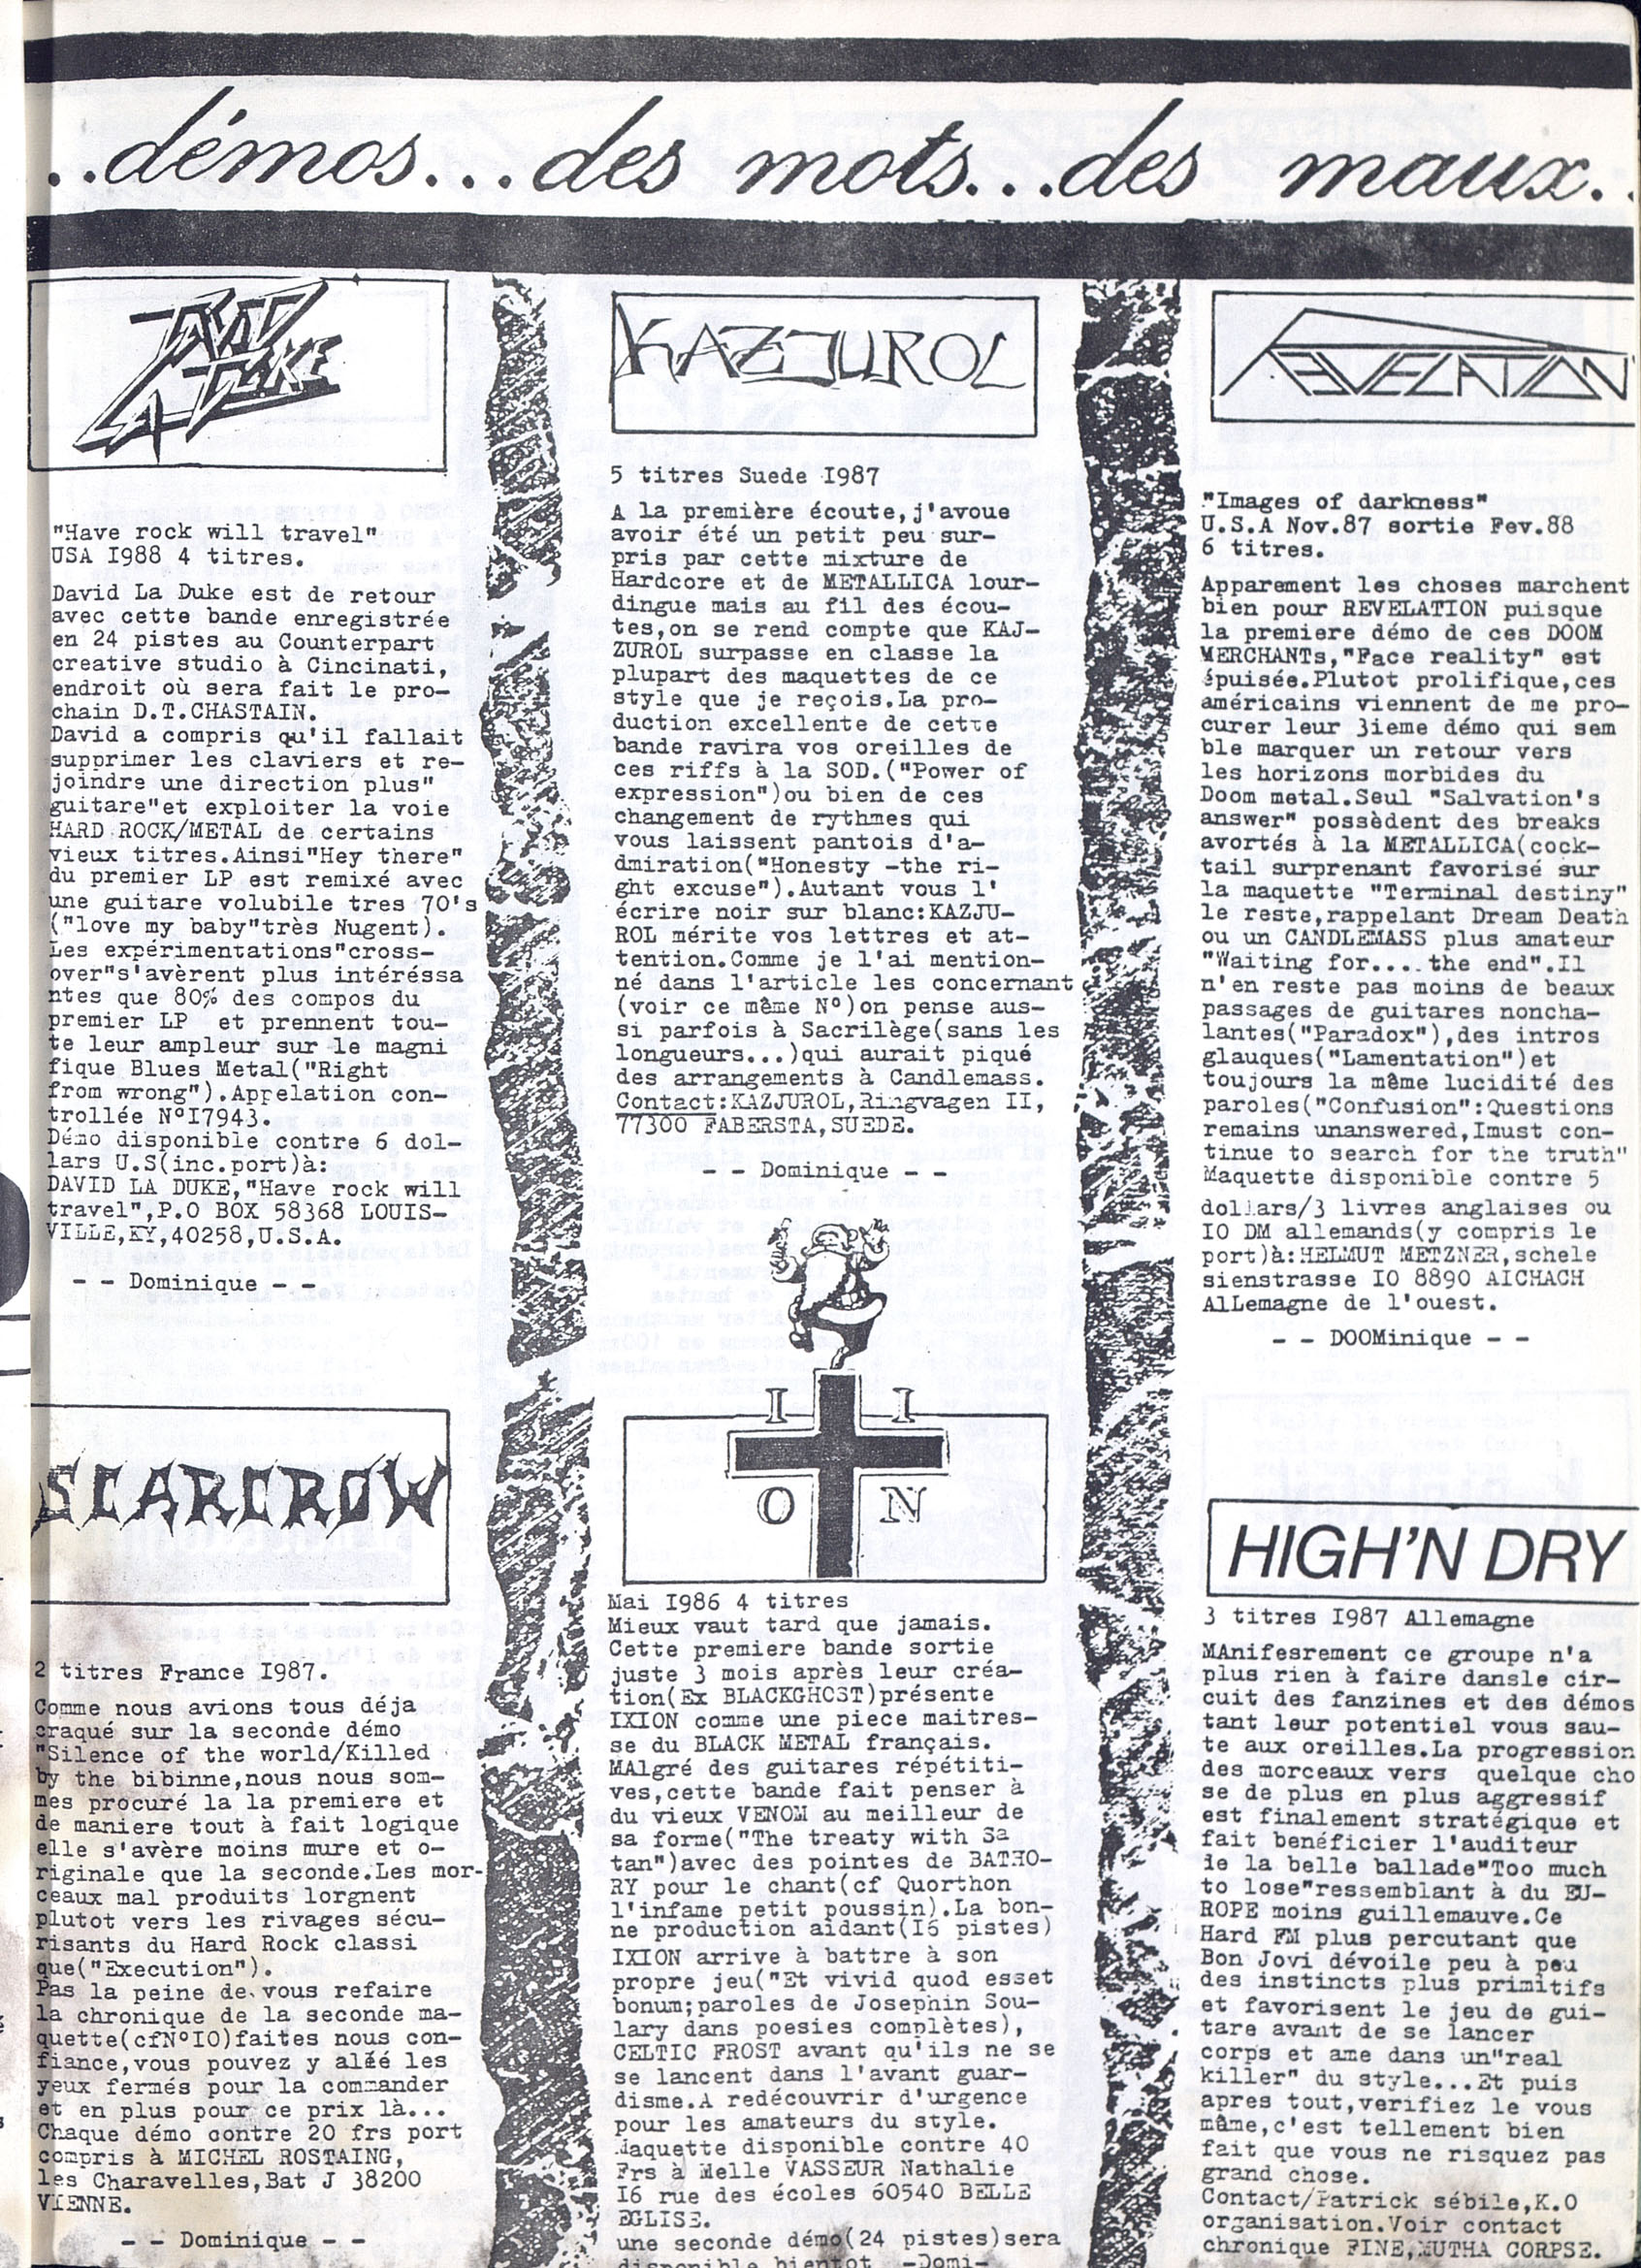 ..démos...des mots...des maux..
DAVID LA DUKE
"Have rock will travel"
USA I988 4 titres.
David La Duke est de retour
avec cette bande enregistrée
en 24 pistes au Counterpart
creative studio à Cincinati,
endroit où sera fait le pro-
chain D.T.CHASTAIN.
David a compris qu'il fallait
supprimer les claviers et re-
joindre une direction plus"
guitare"et exploiter la voie
HARD ROCK/METAL de certains
vieux titres.Ainsi"Hey there"
du premier LP est remixé avec
une guitare volubile tres 70's
("love my baby"très Nugent).
Les expérimentations"cross-
over"s'avèrent plus intéréssa
ntes que 80% des compos du
premier LP et prennent tou-
te leur ampleur sur le magni
fique Blues Metal("Right
from wrong").Appelation con-
trollée N°I7943.
Démo disponible contre 6 dol-
lars U.S(inc.port)à:
DAVID LA DUKE,"Have rock will
travel",P.O BOX 58368 LOUIS-
VILLE,KY,40258,U.S.A.
- - Dominique - -
SCARCROW
2 titres France I987.
Comme nous avions tous déja
craqué sur la seconde démo
"Silence of the world/Killed
by the bibinne,nous nous som-
mes procuré la la premiere et
de maniere tout à fait logique
elle s'avère moins mure et o-
riginale que la seconde.Les mor-
ceaux mal produits lorgnent
plutot vers les rivages sécu-
risants du Hard Rock classi
que("Execution").
Pas la peine de vous refaire
la chronique de la seconde ma-
quette(cfN°IO)faites nous con-
fiance,vous pouvez y allé les
yeux fermés pour la commander
et en plus pour ce prix là...
Chaque démo contre 20 frs port
compris à MICHEL ROSTAING,
les Charavelles,Bat J 38200
VIENNE.
- - Dominique - -
KAZJUROL
5 titres Suede I987
A la première écoute,j'avoue
avoir été un petit peu sur-
pris par cette mixture de
Hardcore et de METALLICA lour-
dingue mais au fil des écou-
tes,on se rend compte que KAJ-
ZUROL surpasse en classe la
plupart des maquettes de ce
style que je reçois.La pro-
duction excellente de cette
bande ravira vos oreilles de
ces riffs à la SOD.("Power of
expression")ou bien de ces
changement de rythmes qui
vous laissent pantois d'a-
dmiration("Honesty -the ri-
ght excuse").Autant vous l'
écrire noir sur blanc:KAZJU-
ROL mérite vos lettres et at-
tention.Comme je l'ai mention-
né dans l'article les concernant
(voir ce même N°)on pense aus-
si parfois à Sacrilège(sans les
longueurs...)qui aurait piqué
des arrangements à Candlemass.
Contact:KAZJUROL,Ringvagen II,
77300 FABERSTA,SUEDE.
- - Dominique - -
I I
O N
Mai I986 4 titres
Mieux vaut tard que jamais.
Cette premiere bande sortie
juste 3 mois après leur créa-
tion(Ex BLACKGHOST)présente
IXION comme une piece maitres-
se du BLACK METAL français.
MAlgré des guitares répétiti-
ves,cette bande fait penser à
du vieux VENOM au meilleur de
sa forme("The treaty with Sa
tan")avec des pointes de BATHO-
RY pour le chant(cf Quorthon
l'infame petit poussin).La bon-
ne production aidant(I6 pistes)
IXION arrive à battre à son
propre jeu("Et vivid quod esset
bonum;paroles de Josephin Sou-
lary dans poesies complètes),
CELTIC FROST avant qu'ils ne se
se lancent dans l'avant guar-
disme.A redécouvrir d'urgence
pour les amateurs du style.
Maquette disponible contre 40
Frs à Melle VASSEUR Nathalie
I6 rue des écoles 60540 BELLE
EGLISE.
une seconde démo(24 pistes)sera
disponible bientot -Domi-
REVELATION
"Images of darkness"
U.S.A Nov.87 sortie Fev.88
6 titres.
Apparement les choses marchent
bien pour REVELATION puisque
la premiere démo de ces DOOM
MERCHANTs,"Face reality" est
épuisée.Plutot prolifique,ces
américains viennent de me pro-
curer leur 3ieme démo qui sem
ble marquer un retour vers
les horizons morbides du
Doom metal.Seul "Salvation's
answer" possèdent des breaks
avortés à la METALLICA(cock-
tail surprenant favorisé sur
la maquette "Terminal destiny"
le reste,rappelant Dream Death
ou un CANDLEMASS plus amateur
"Waiting for....the end".Il
n'en reste pas moins de beaux
passages de guitares noncha-
lantes("Paradox"),des intros
glauques("Lamentation")et
toujours la même lucidité des
paroles("Confusion":Questions
remains unanswered,Imust con-
tinue to search for the truth"
Maquette disponible contre 5
dollars/3 livres anglaises ou
IO DM allemands(y compris le
port)à:HELMUT METZNER,schele
sienstrasse IO 8890 AICHACH
AlLemagne de l'ouest.
- - DOOMinique - -
HIGH'N DRY
3 titres I987 Allemagne
MAnifesrement ce groupe n'a
plus rien à faire dansle cir-
cuit des fanzines et des démos
tant leur potentiel vous sau-
te aux oreilles.La progression
des morceaux vers quelque cho
se de plus en plus aggressif
est finalement stratégique et
fait benéficier l'auditeur
de la belle ballade"Too much
to lose"ressemblant à du EU-
ROPE moins guillemauve.Ce
Hard FM plus percutant que
Bon Jovi dévoile peu à peu
des instincts plus primitifs
et favorisent le jeu de gui-
tare avant de se lancer
corps et ame dans un"real
killer" du style...Et puis
apres tout,verifiez le vous
même,c'est tellement bien
fait que vous ne risquez pas
grand chose.
Contact/Patrick sébile,K.O
organisation.Voir contact
chronique FINE,MUTHA CORPSE.